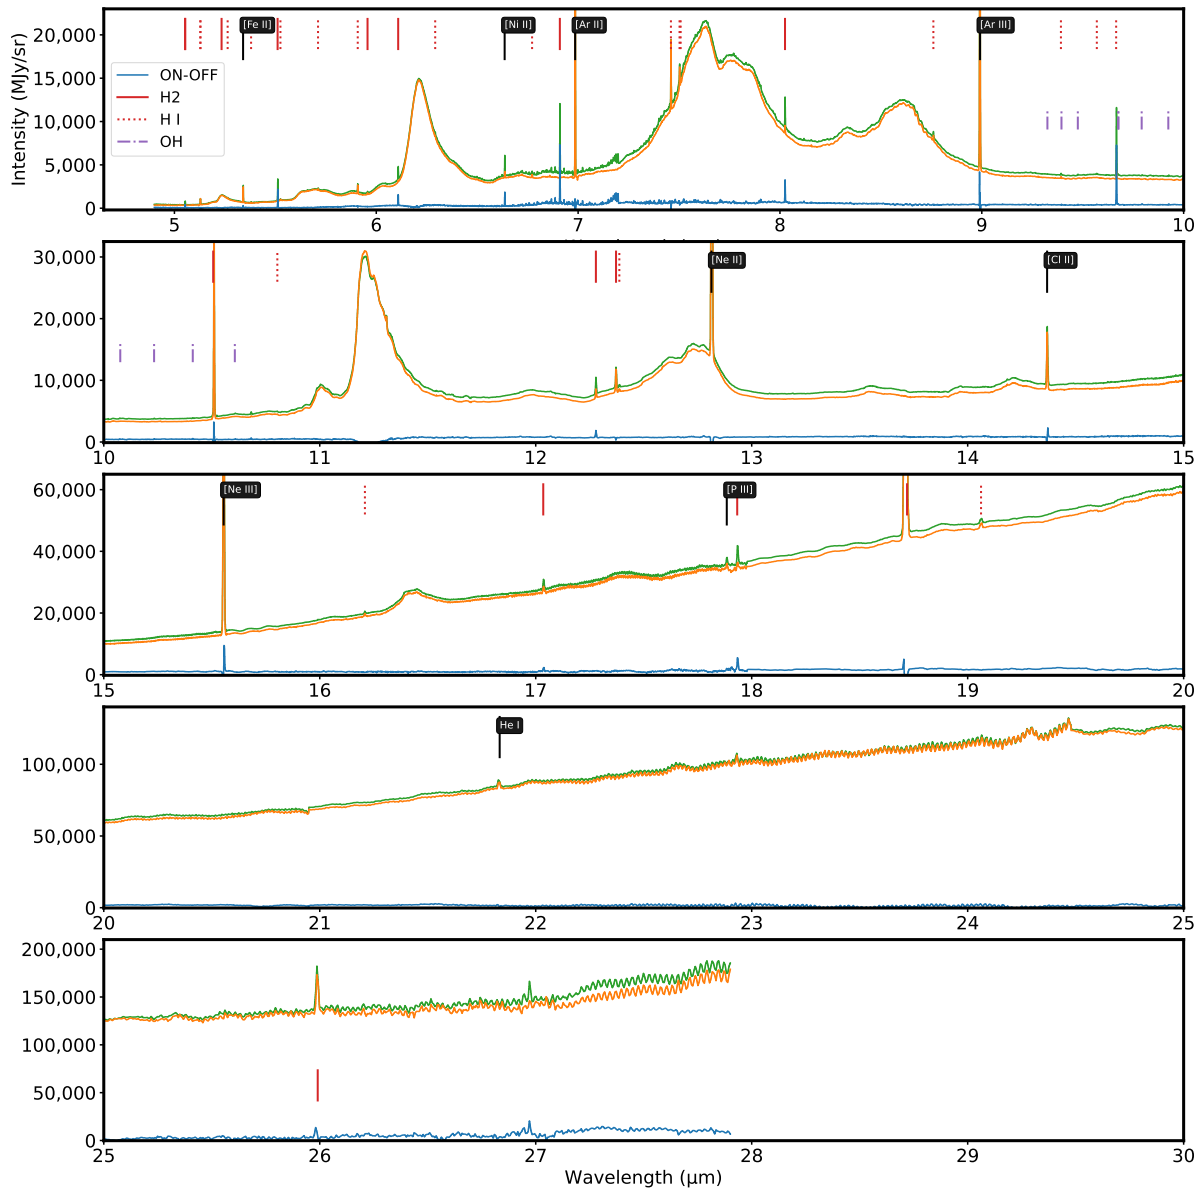 [Fe II] [Ni II] [Ar II] [Ar III]
20,000
15,000
10,000
5,000
0
Intensity (MJy/sr)
ON-OFF
H2
H I
OH
5 6 7 8 9 10
[Ne II] [Cl II]
30,000
20,000
10,000
0
10 11 12 13 14 15
[Ne III] [P III]
60,000
40,000
20,000
0
15 16 17 18 19 20
He I
100,000
50,000
0
20 21 22 23 24 25
200,000
150,000
100,000
50,000
0
25 26 27 28 29 30
Wavelength (μm)